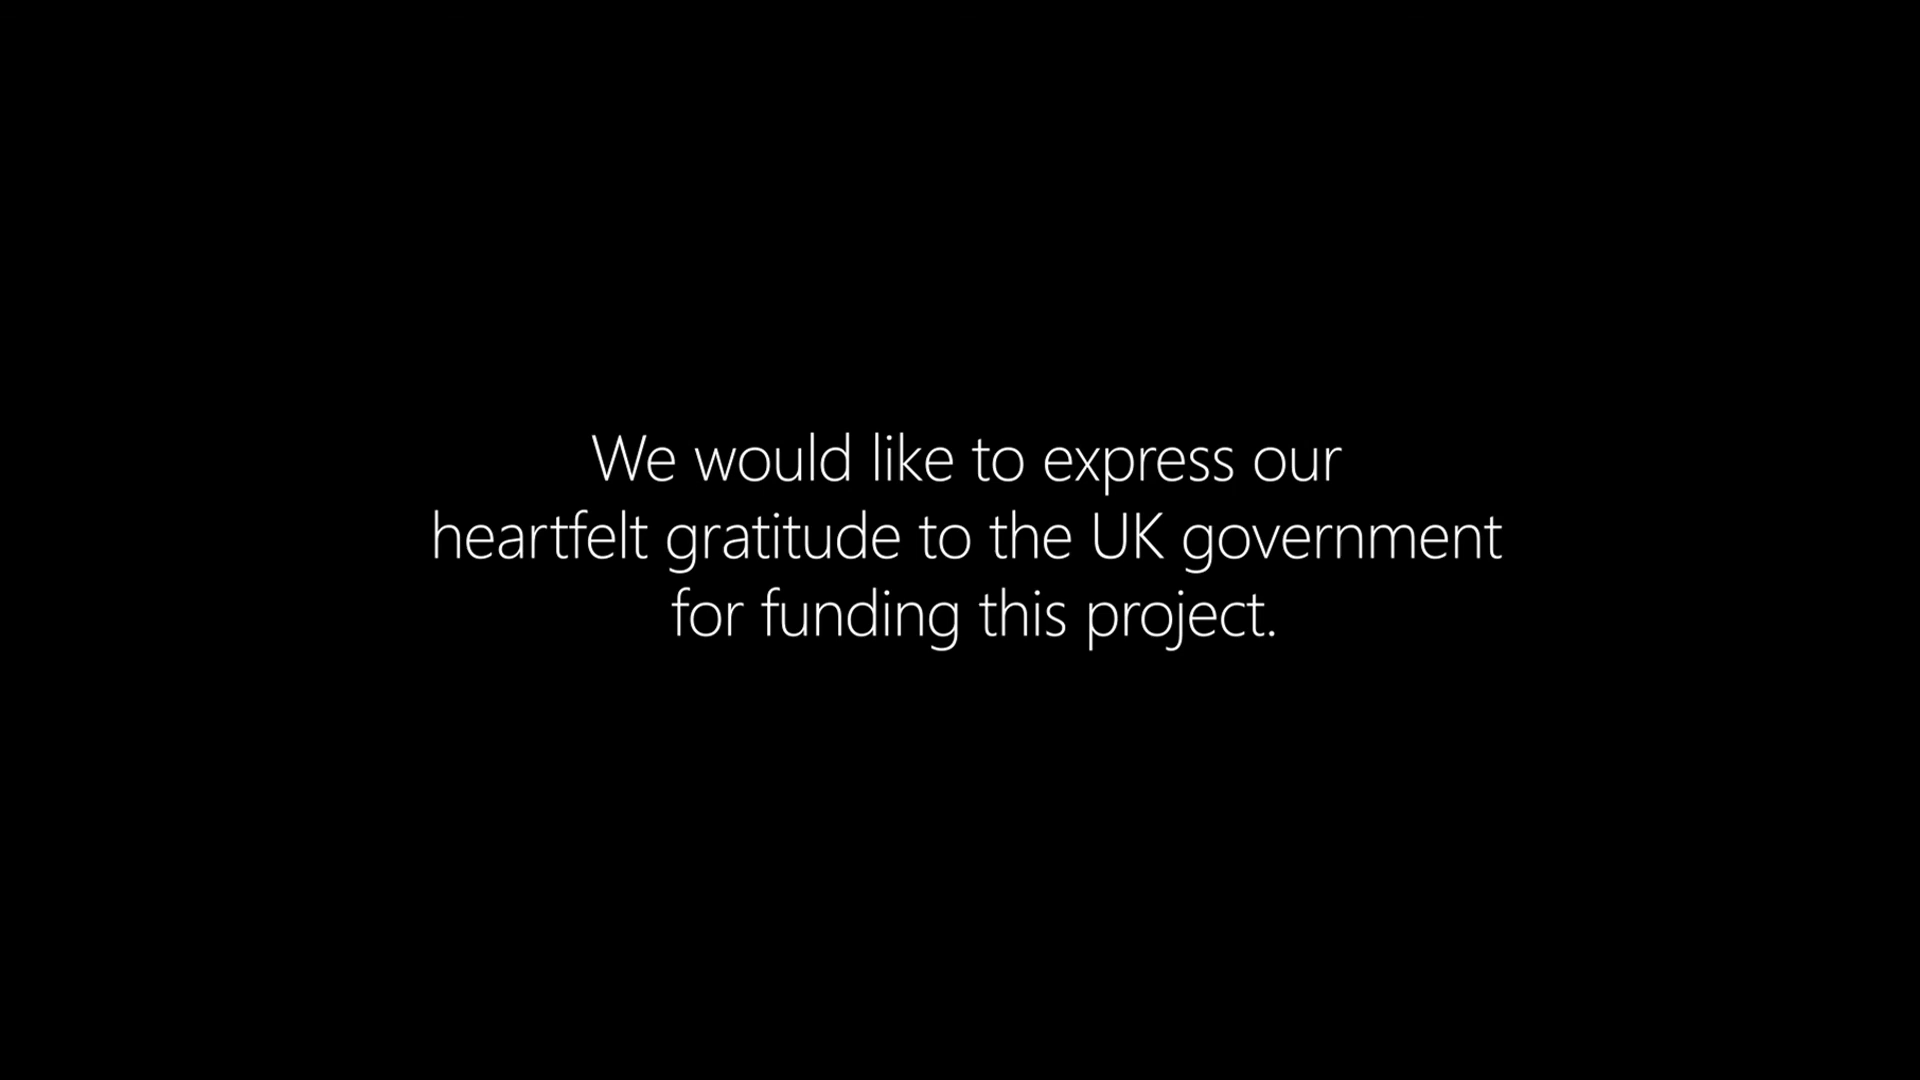 We would like to express our
heartfelt gratitude to the UK government
for funding this project.